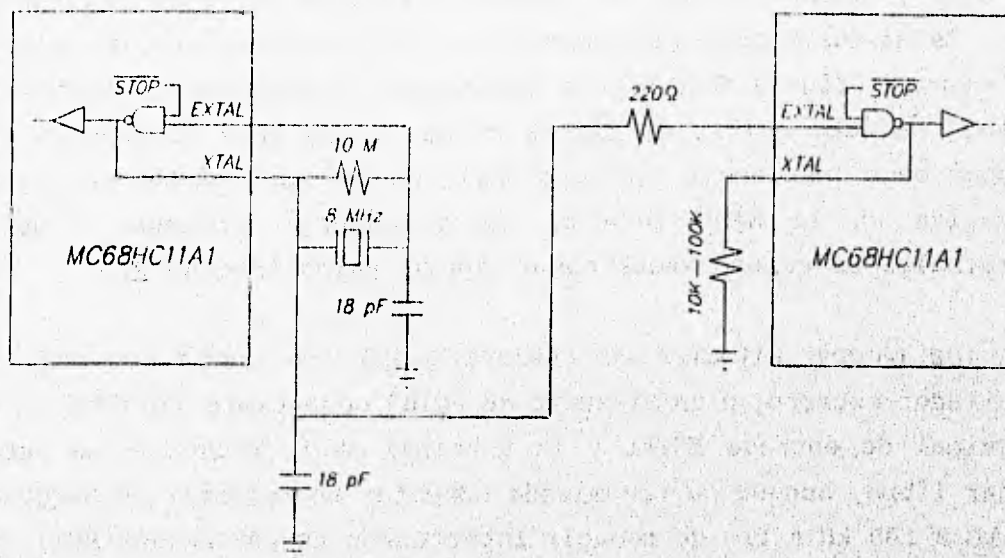 STOP
EXTAL
10 M
XTAL
8 MHz
MC68HC11A1
18 pF
18 pF
220Ω
EXTAL
STOP
XTAL
10K – 100K
MC68HC11A1